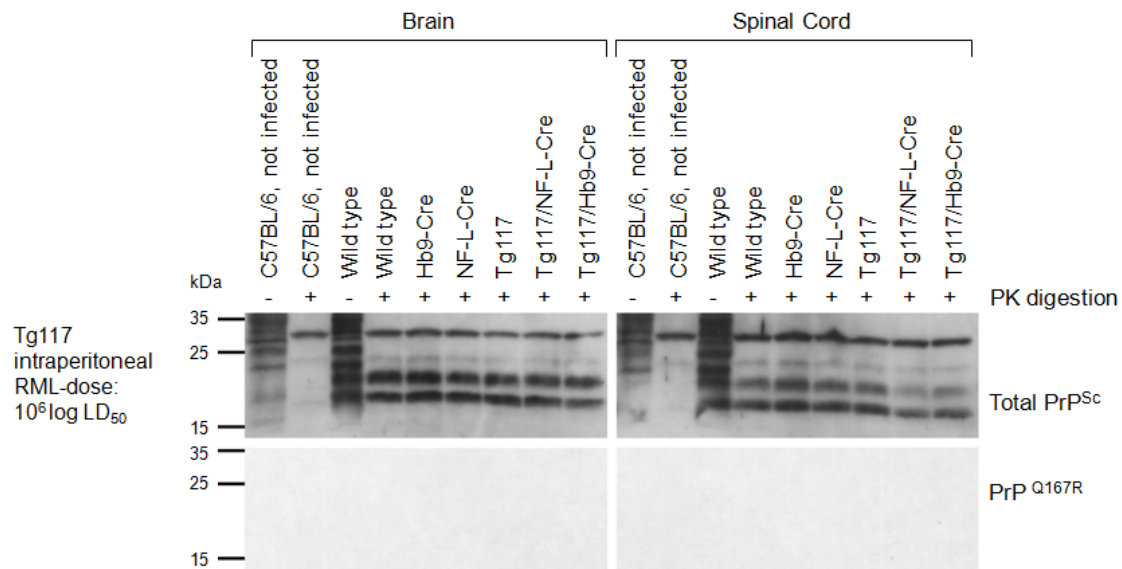 Brain
Spinal Cord
C57BL/6, not infected
C57BL/6, not infected
Wild type
Wild type
Hb9-Cre
NF-L-Cre
Tg117
Tg117/NF-L-Cre
Tg117/Hb9-Cre
C57BL/6, not infected
C57BL/6, not infected
Wild type
Wild type
Hb9-Cre
NF-L-Cre
Tg117
Tg117/NF-L-Cre
Tg117/Hb9-Cre
kDa
- + - + + + + + +
- + - + + + + + +
PK digestion
35
25
15
Tg117
intraperitoneal
RML-dose:
10⁶ log LD₅₀
Total PrPSc
35
25
15
PrP Q167R